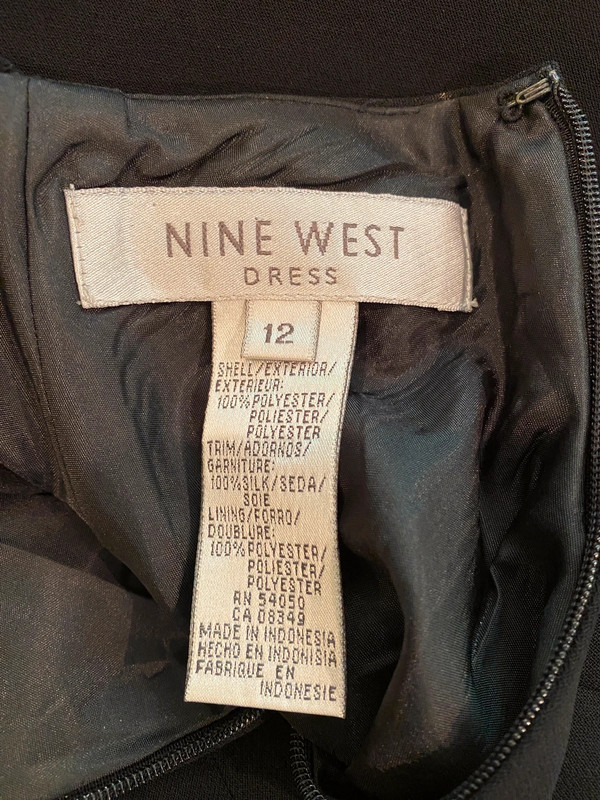 NINE WEST
DRESS
12
SHELL/EXTERIOR/
EXTERIEUR:
100%POLYESTER/
POLIESTER/
POLYESTER
TRIM/ADORNOS/
GARNITURE:
100%SILK/SEDA/
SOIE
LINING/FORRO/
DOUBLURE:
100%POLYESTER/
POLIESTER/
POLYESTER
RN 54050
CA 08349
MADE IN INDONESIA
HECHO EN INDONISIA
FABRIQUE EN
INDONESIE